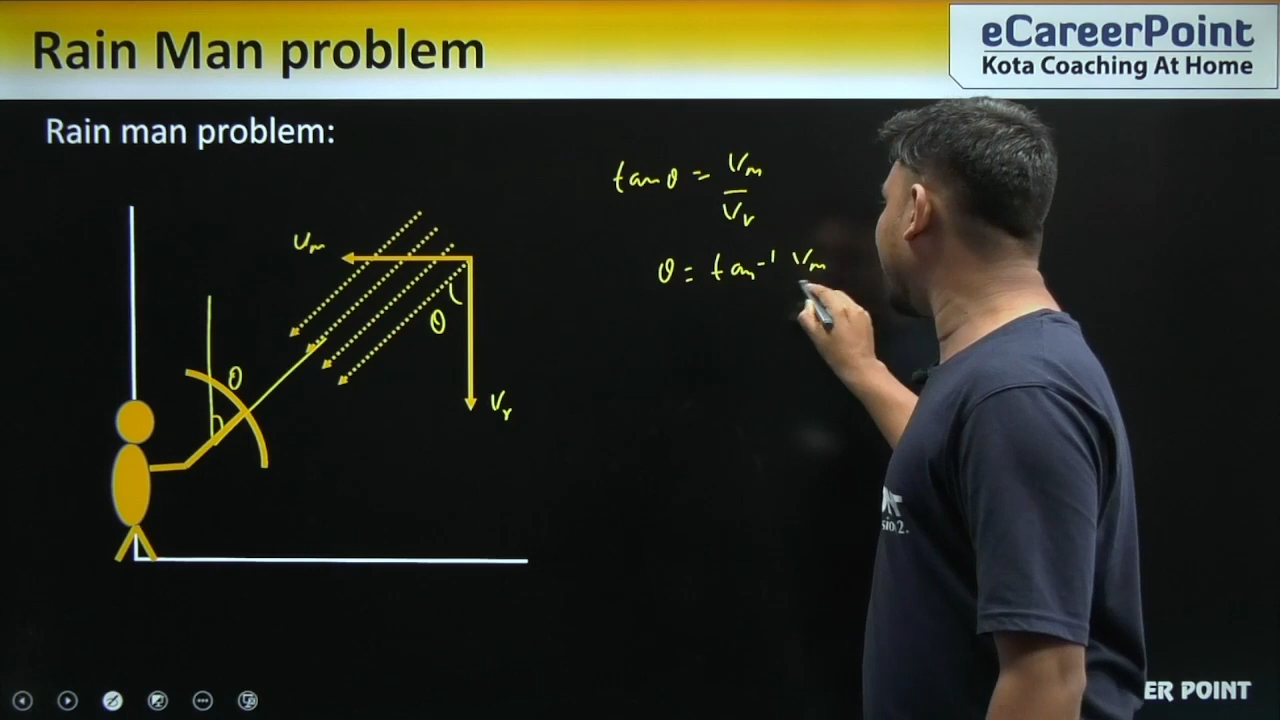 Rain Man problem
eCareerPoint
Kota Coaching At Home
Rain man problem:
tan θ = Vm
Vr
θ = tan⁻¹ Vm
Vm
θ
θ
Vr
sion2.
ER POINT